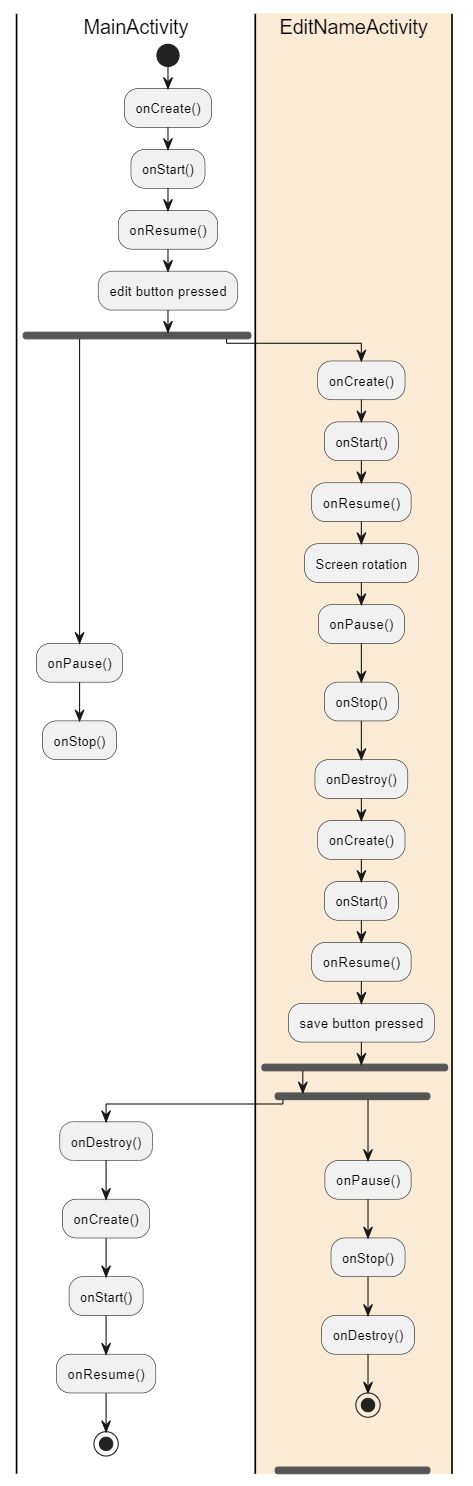 MainActivity
EditNameActivity
onCreate()
onStart()
onResume()
edit button pressed
onCreate()
onStart()
onResume()
Screen rotation
onPause()
onPause()
onStop()
onStop()
onDestroy()
onCreate()
onStart()
onResume()
save button pressed
onDestroy()
onPause()
onCreate()
onStop()
onStart()
onDestroy()
onResume()